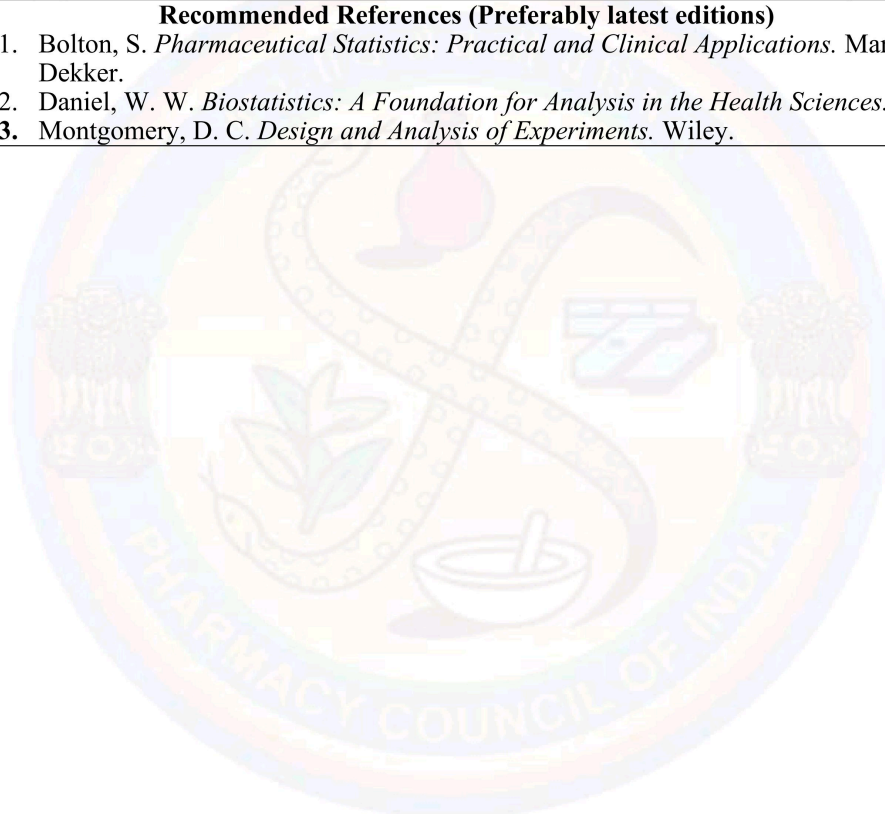 Recommended References (Preferably latest editions)
1. Bolton, S. Pharmaceutical Statistics: Practical and Clinical Applications.
Dekker.
2. Daniel, W. W. Biostatistics: A Foundation for Analysis in the Health Sciences.
3. Montgomery, D. C. Design and Analysis of Experiments. Wiley.
PHARMACY COUNCIL OF INDIA